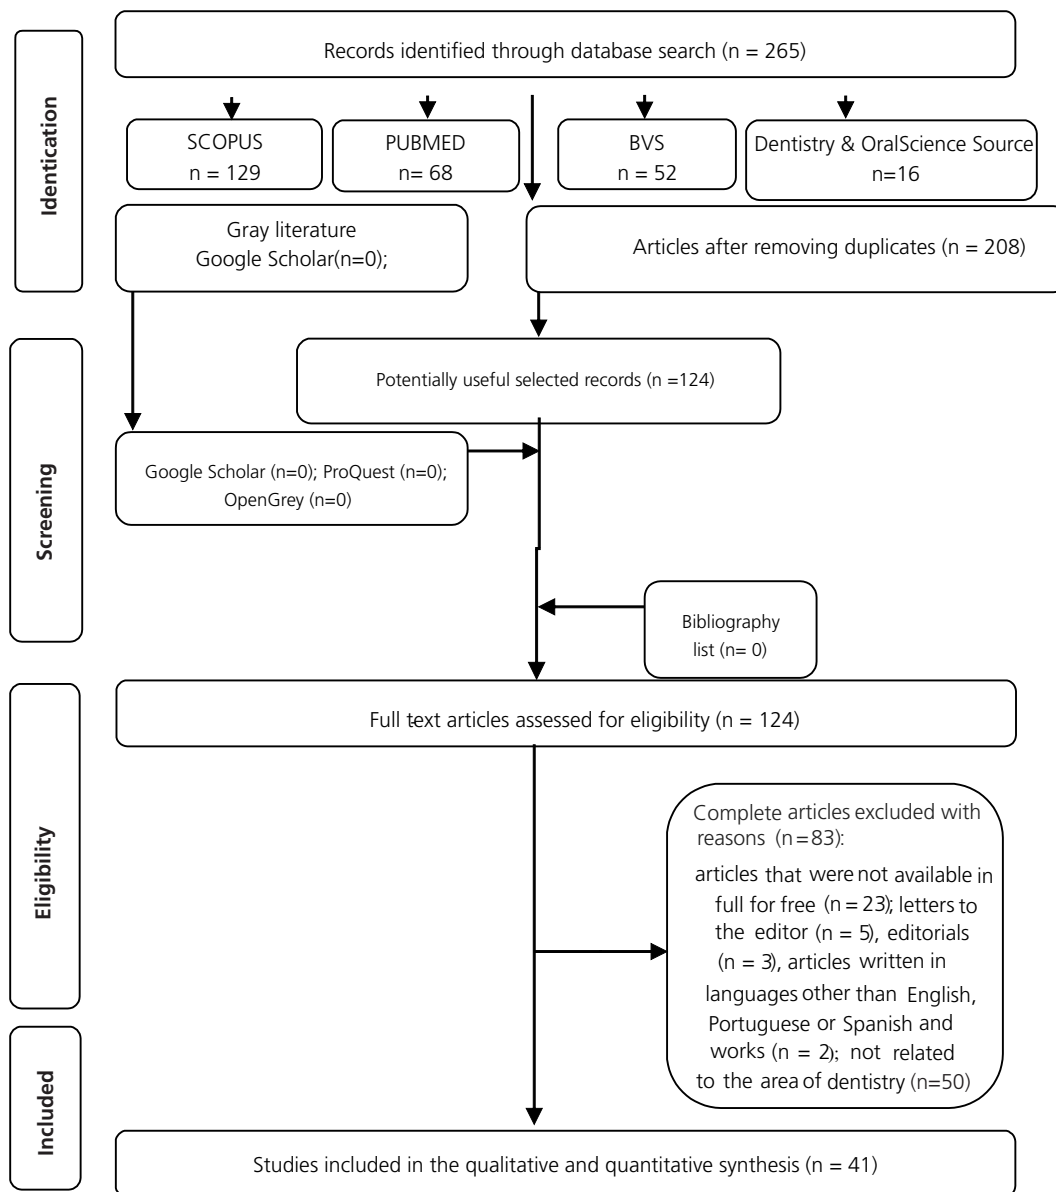 Identication
Records identified through database search (n = 265)
SCOPUS
n = 129
PUBMED
n= 68
BVS
n = 52
Dentistry & OralScience Source
n=16
Gray literature
Google Scholar(n=0);
Articles after removing duplicates (n = 208)
Screening
Potentially useful selected records (n =124)
Google Scholar (n=0); ProQuest (n=0);
OpenGrey (n=0)
Bibliography
list (n= 0)
Eligibility
Full text articles assessed for eligibility (n = 124)
Complete articles excluded with
reasons (n=83):
articles that were not available in
full for free (n = 23); letters to
the editor (n = 5), editorials
(n = 3), articles written in
languages other than English,
Portuguese or Spanish and
works (n = 2); not related
to the area of dentistry (n=50)
Included
Studies included in the qualitative and quantitative synthesis (n = 41)